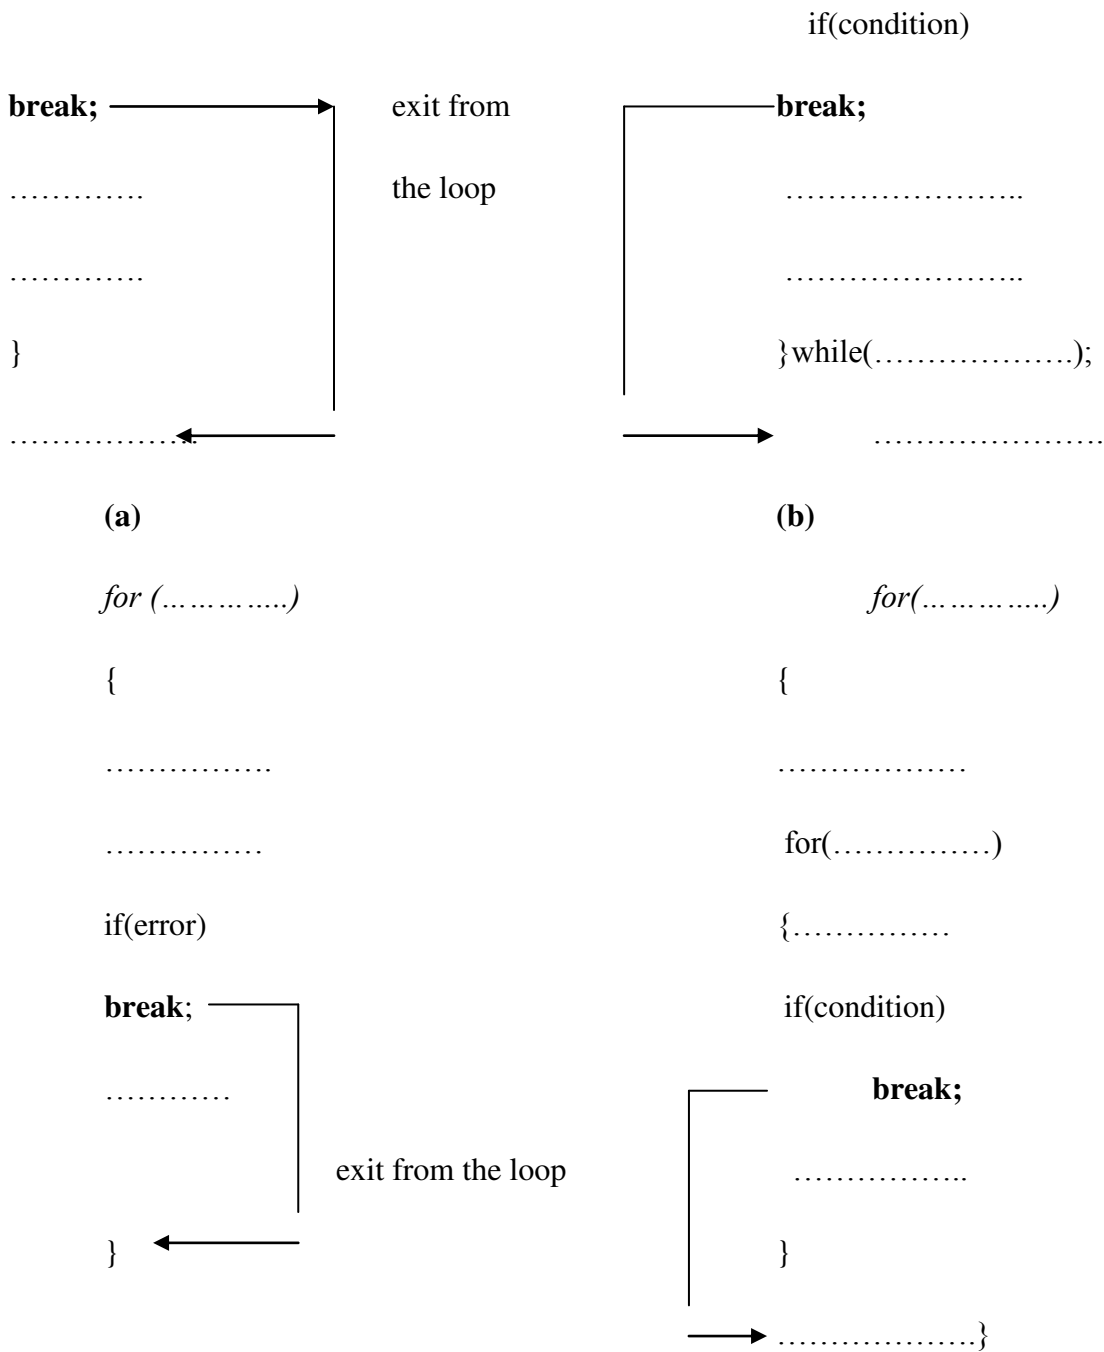 if(condition)
break; exit from break;
…………. the loop …………………..
…………. …………………..
} }while(………………….);
………………. ………………….
(a) (b)
for (…………..) for(…………..)
{ {
……………. ………………
…………… for(……………)
if(error) {……………
break; if(condition)
………… break;
exit from the loop ……………..
} }
……………….}